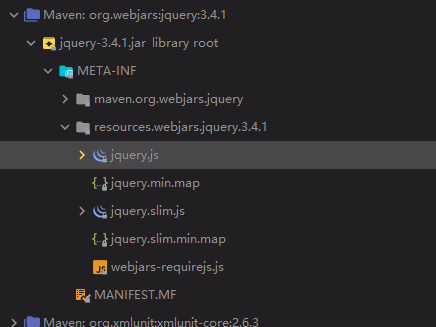 Maven: org.webjars:jquery:3.4.1
jquery-3.4.1.jar library root
META-INF
maven.org.webjars.jquery
resources.webjars.jquery.3.4.1
jquery.js
jquery.min.map
jquery.slim.js
jquery.slim.min.map
webjars-requirejs.js
MANIFEST.MF
Maven: org.xmlunit:xmlunit-core:2.6.3